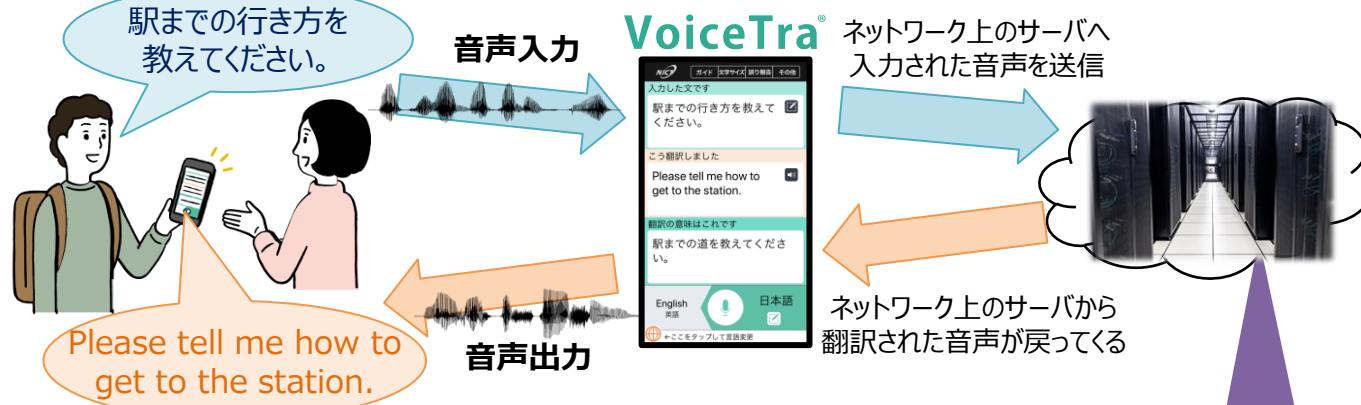 駅までの行き方を
教えてください。
音声入力
VoiceTra®
ネットワーク上のサーバへ
入力された音声を送信
NICT ガイド 文字サイズ 誤り報告 その他
入力した文です
駅までの行き方を教えて
ください。
こう翻訳しました
Please tell me how to
get to the station.
翻訳の意味はこれです
駅までの道を教えてくださ
い。
English
英語
日本語
←ここをタップして言語変更
Please tell me how to
get to the station.
音声出力
ネットワーク上のサーバから
翻訳された音声が戻ってくる